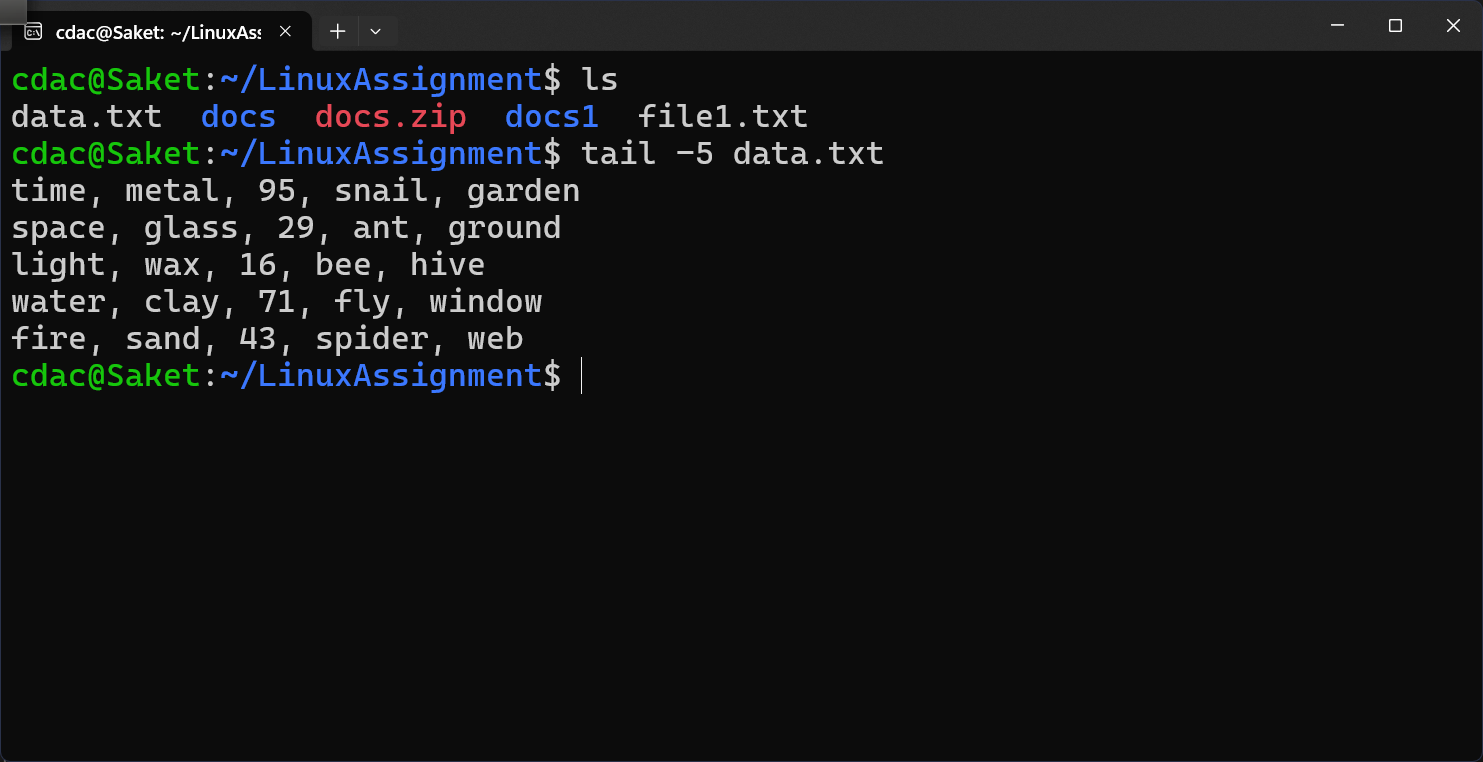 cdac@Saket: ~/LinuxAss
cdac@Saket:~/LinuxAssignment$ ls
data.txt  docs  docs.zip  docs1  file1.txt
cdac@Saket:~/LinuxAssignment$ tail -5 data.txt
time, metal, 95, snail, garden
space, glass, 29, ant, ground
light, wax, 16, bee, hive
water, clay, 71, fly, window
fire, sand, 43, spider, web
cdac@Saket:~/LinuxAssignment$